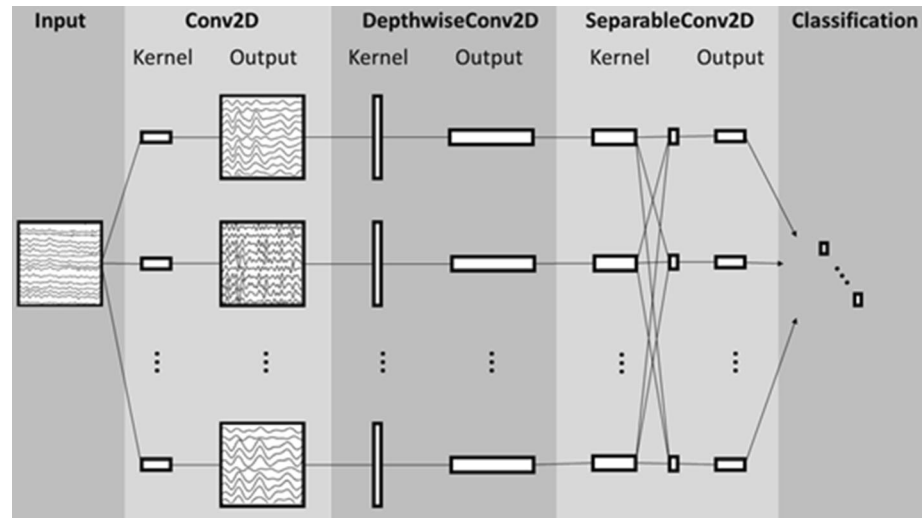 Input Conv2D DepthwiseConv2D SeparableConv2D Classification
Kernel Output Kernel Output Kernel Output